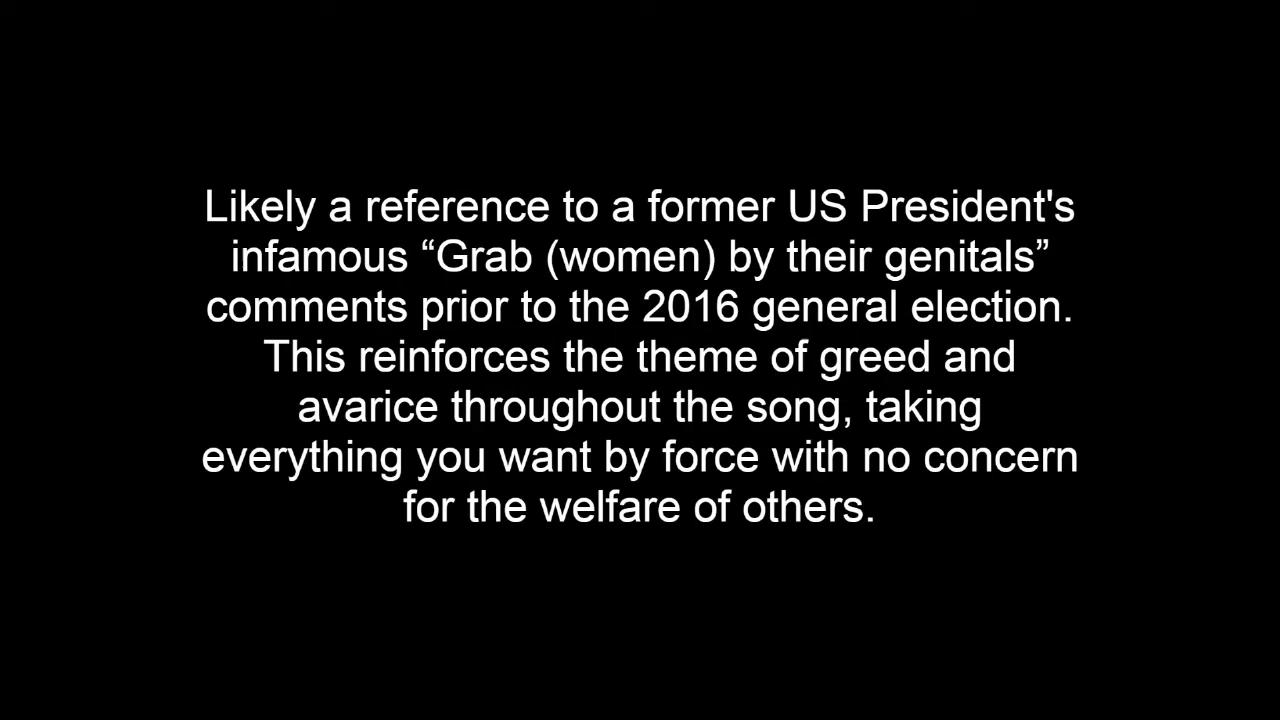 Likely a reference to a former US President's
infamous “Grab (women) by their genitals”
comments prior to the 2016 general election.
This reinforces the theme of greed and
avarice throughout the song, taking
everything you want by force with no concern
for the welfare of others.